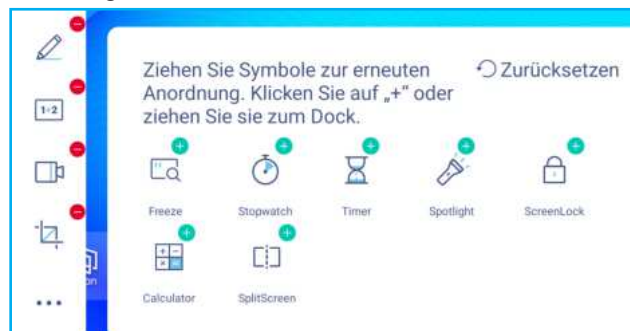 Ziehen Sie Symbole zur erneuten
Anordnung. Klicken Sie auf „+“ oder
ziehen Sie sie zum Dock.
Zurücksetzen
1÷2
Freeze
Stopwatch
Timer
Spotlight
ScreenLock
on
Calculator
SplitScreen